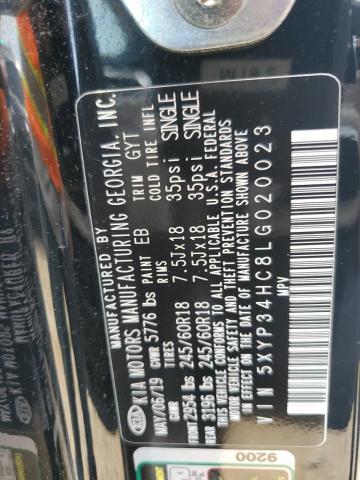 KIA MOTORS MANUFACTURING GEORGIA, INC.
MANUFACTURED BY
MAY/06/19 GVWR 5776 lbs PAINT EB TRIM GYT
GAWR TIRES RIMS COLD TIRE INFL
FRONT 2954 lbs 245/60R18 7.5Jx18 35psi SINGLE
REAR 3196 lbs 245/60R18 7.5Jx18 35psi SINGLE
THIS VEHICLE CONFORMS TO ALL APPLICABLE U.S.A. FEDERAL
MOTOR VEHICLE SAFETY AND THEFT PREVENTION STANDARDS
IN EFFECT ON THE DATE OF MANUFACTURE SHOWN ABOVE
VIN 5XYP34HC8LG020023
MPV
9200